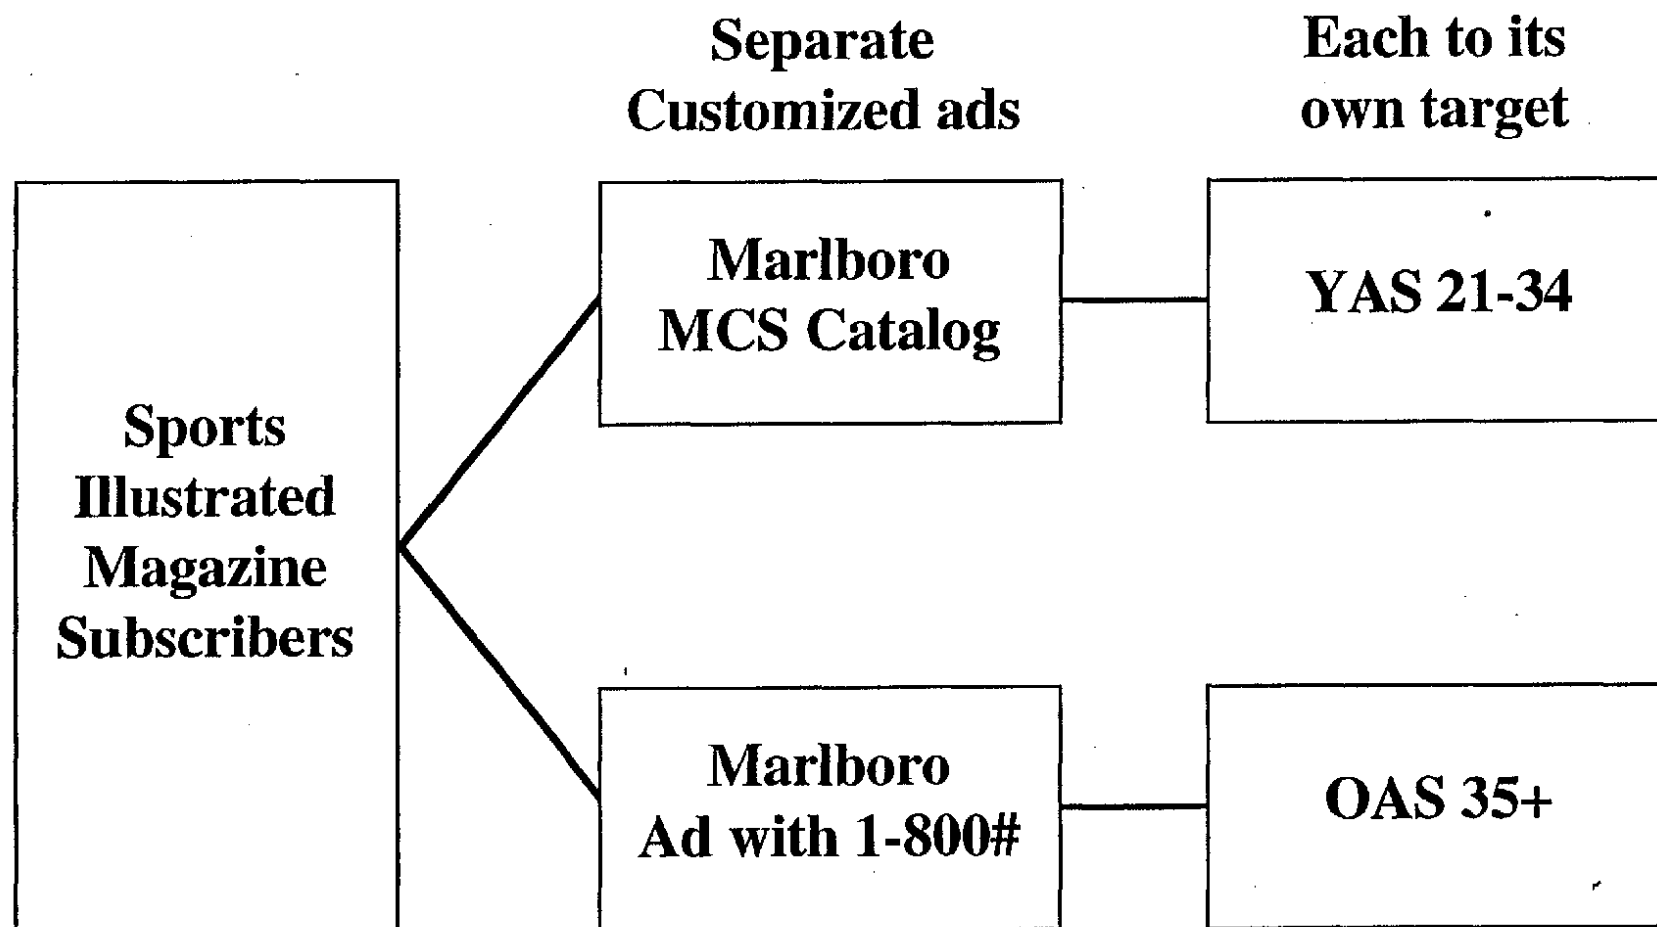 Separate
Customized ads
Each to its
own target
Sports
Illustrated
Magazine
Subscribers
Marlboro
MCS Catalog
YAS 21-34
Marlboro
Ad with 1-800#
OAS 35+